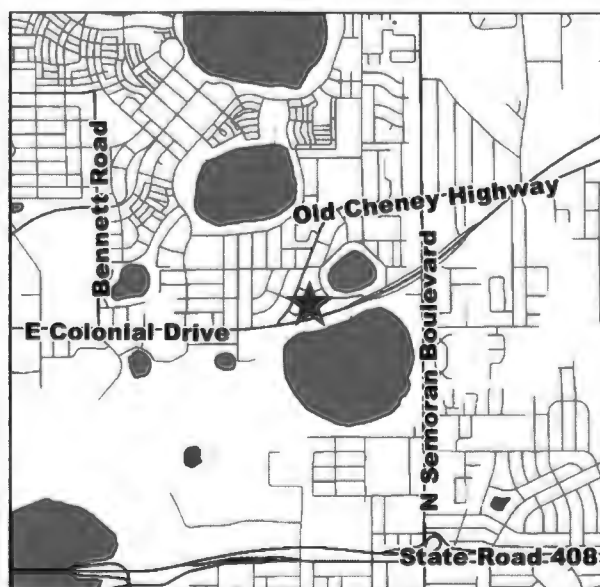 Bennett Road
Old Cheney Highway
E Colonial Drive
N Semoran Boulevard
State Road 408